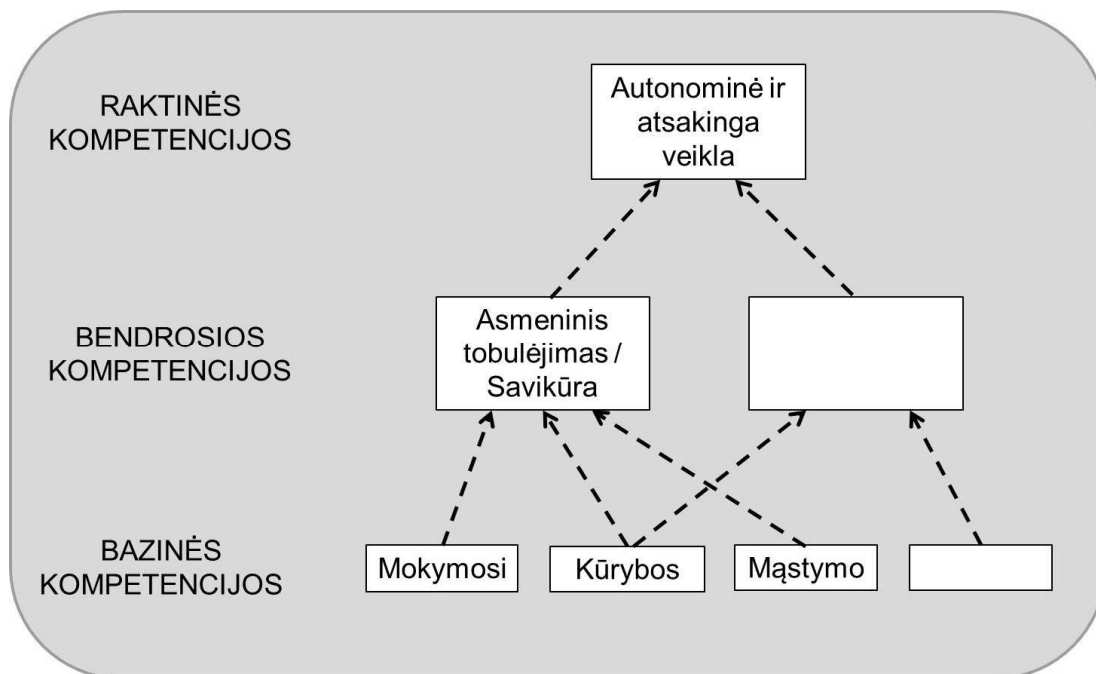 RAKTINĖS
KOMPETENCIJOS
Autonominė ir
atsakinga
veikla
BENDROSIOS
KOMPETENCIJOS
Asmeninis
tobulėjimas /
Savikūra
BAZINĖS
KOMPETENCIJOS
Mokymosi
Kūrybos
Mąstymo